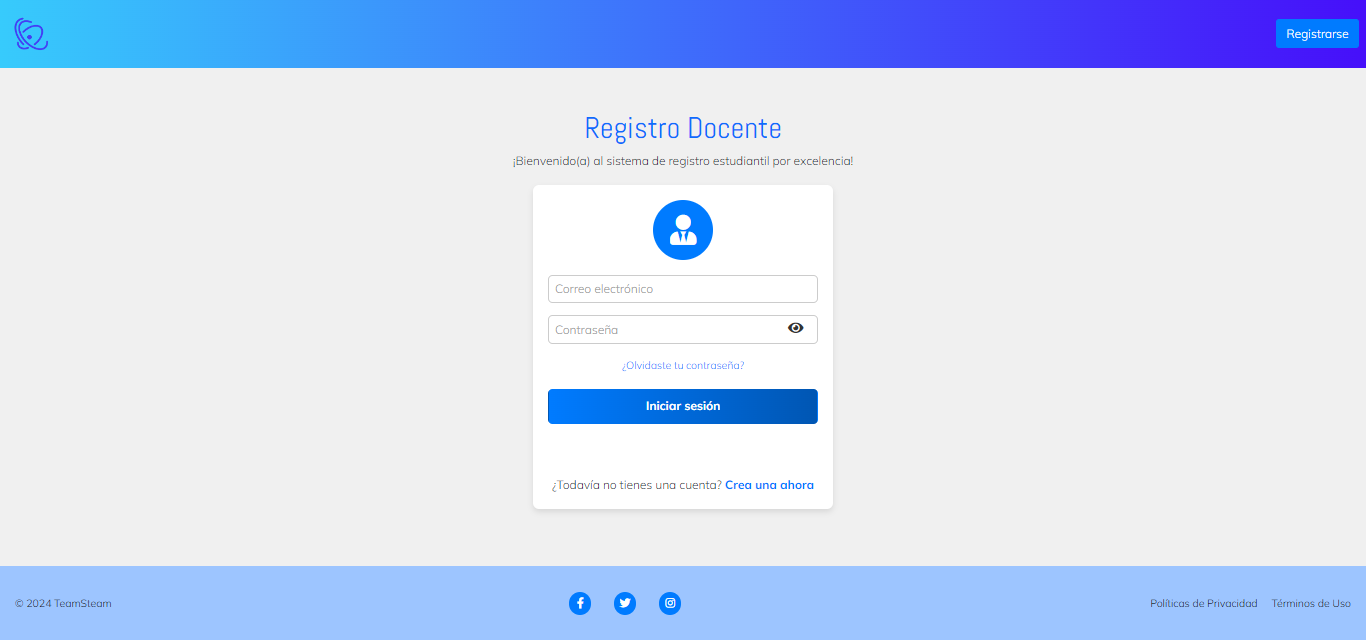 Registrarse
Registro Docente
¡Bienvenido(a) al sistema de registro estudiantil por excelencia!
Correo electrónico
Contraseña
¿Olvidaste tu contraseña?
Iniciar sesión
¿Todavía no tienes una cuenta? Crea una ahora
© 2024 TeamSteam
Políticas de Privacidad Términos de Uso